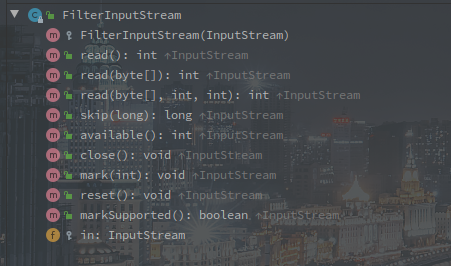 FilterInputStream
FilterInputStream(InputStream)
read(): int ↑InputStream
read(byte[]): int ↑InputStream
read(byte[], int, int): int ↑InputStream
skip(long): long ↑InputStream
available(): int ↑InputStream
close(): void ↑InputStream
mark(int): void ↑InputStream
reset(): void ↑InputStream
markSupported(): boolean ↑InputStream
in: InputStream